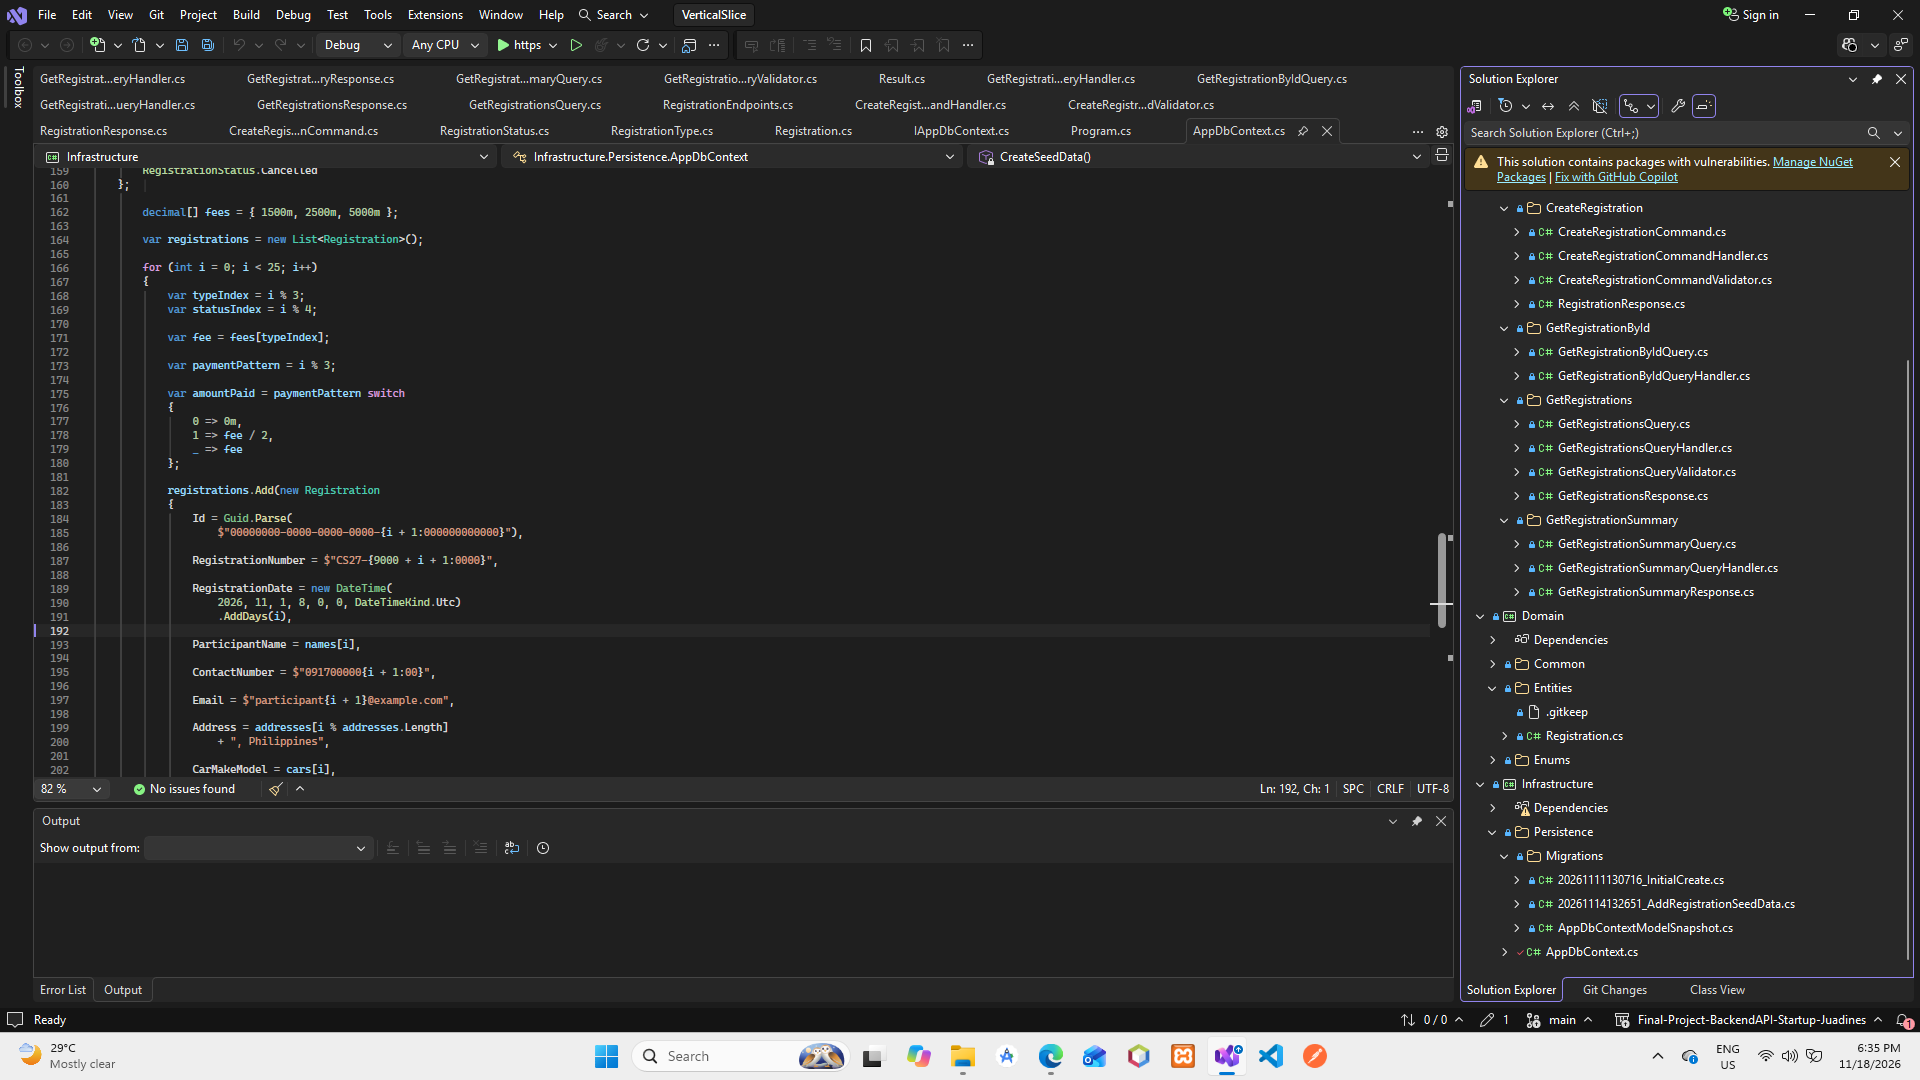 File Edit View Git Project Build Debug Test Tools Extensions Window Help Search VerticalSlice Sign in
Debug Any CPU https
Toolbox
GetRegistrat...eryHandler.cs GetRegistrat...ryResponse.cs GetRegistrat...maryQuery.cs GetRegistratio...ryValidator.cs Result.cs GetRegistrati...eryHandler.cs GetRegistrationByIdQuery.cs
GetRegistrati...ueryHandler.cs GetRegistrationsResponse.cs GetRegistrationsQuery.cs RegistrationEndpoints.cs CreateRegist...andHandler.cs CreateRegistr...dValidator.cs
RegistrationResponse.cs CreateRegis...nCommand.cs RegistrationStatus.cs RegistrationType.cs Registration.cs IAppDbContext.cs Program.cs AppDbContext.cs
Infrastructure Infrastructure.Persistence.AppDbContext CreateSeedData()
159 RegistrationStatus.Cancelled
160 };
161
162 decimal[] fees = { 1500m, 2500m, 5000m };
163
164 var registrations = new List<Registration>();
165
166 for (int i = 0; i < 25; i++)
167 {
168 var typeIndex = i % 3;
169 var statusIndex = i % 4;
170
171 var fee = fees[typeIndex];
172
173 var paymentPattern = i % 3;
174
175 var amountPaid = paymentPattern switch
176 {
177 0 => 0m,
178 1 => fee / 2,
179 _ => fee
180 };
181
182 registrations.Add(new Registration
183 {
184 Id = Guid.Parse(
185 $"00000000-0000-0000-0000-{i + 1:000000000000}"),
186
187 RegistrationNumber = $"CS27-{9000 + i + 1:0000}",
188
189 RegistrationDate = new DateTime(
190 2026, 11, 1, 8, 0, 0, DateTimeKind.Utc)
191 .AddDays(i),
192
193 ParticipantName = names[i],
194
195 ContactNumber = $"091700000{i + 1:00}",
196
197 Email = $"participant{i + 1}@example.com",
198
199 Address = addresses[i % addresses.Length]
200 + ", Philippines",
201
202 CarMakeModel = cars[i],
82 % No issues found Ln: 192, Ch: 1 SPC CRLF UTF-8
Output
Show output from:
Error List Output
Solution Explorer
Search Solution Explorer (Ctrl+;)
This solution contains packages with vulnerabilities. Manage NuGet
Packages | Fix with GitHub Copilot
CreateRegistration
C# CreateRegistrationCommand.cs
C# CreateRegistrationCommandHandler.cs
C# CreateRegistrationCommandValidator.cs
C# RegistrationResponse.cs
GetRegistrationById
C# GetRegistrationByIdQuery.cs
C# GetRegistrationByIdQueryHandler.cs
GetRegistrations
C# GetRegistrationsQuery.cs
C# GetRegistrationsQueryHandler.cs
C# GetRegistrationsQueryValidator.cs
C# GetRegistrationsResponse.cs
GetRegistrationSummary
C# GetRegistrationSummaryQuery.cs
C# GetRegistrationSummaryQueryHandler.cs
C# GetRegistrationSummaryResponse.cs
Domain
Dependencies
Common
Entities
.gitkeep
C# Registration.cs
Enums
Infrastructure
Dependencies
Persistence
Migrations
C# 20261111130716_InitialCreate.cs
C# 20261114132651_AddRegistrationSeedData.cs
C# AppDbContextModelSnapshot.cs
C# AppDbContext.cs
Solution Explorer Git Changes Class View
Ready 0 / 0 1 main Final-Project-BackendAPI-Startup-Juadines 1
29°C
Mostly clear
Search
ENG
US
6:35 PM
11/18/2026